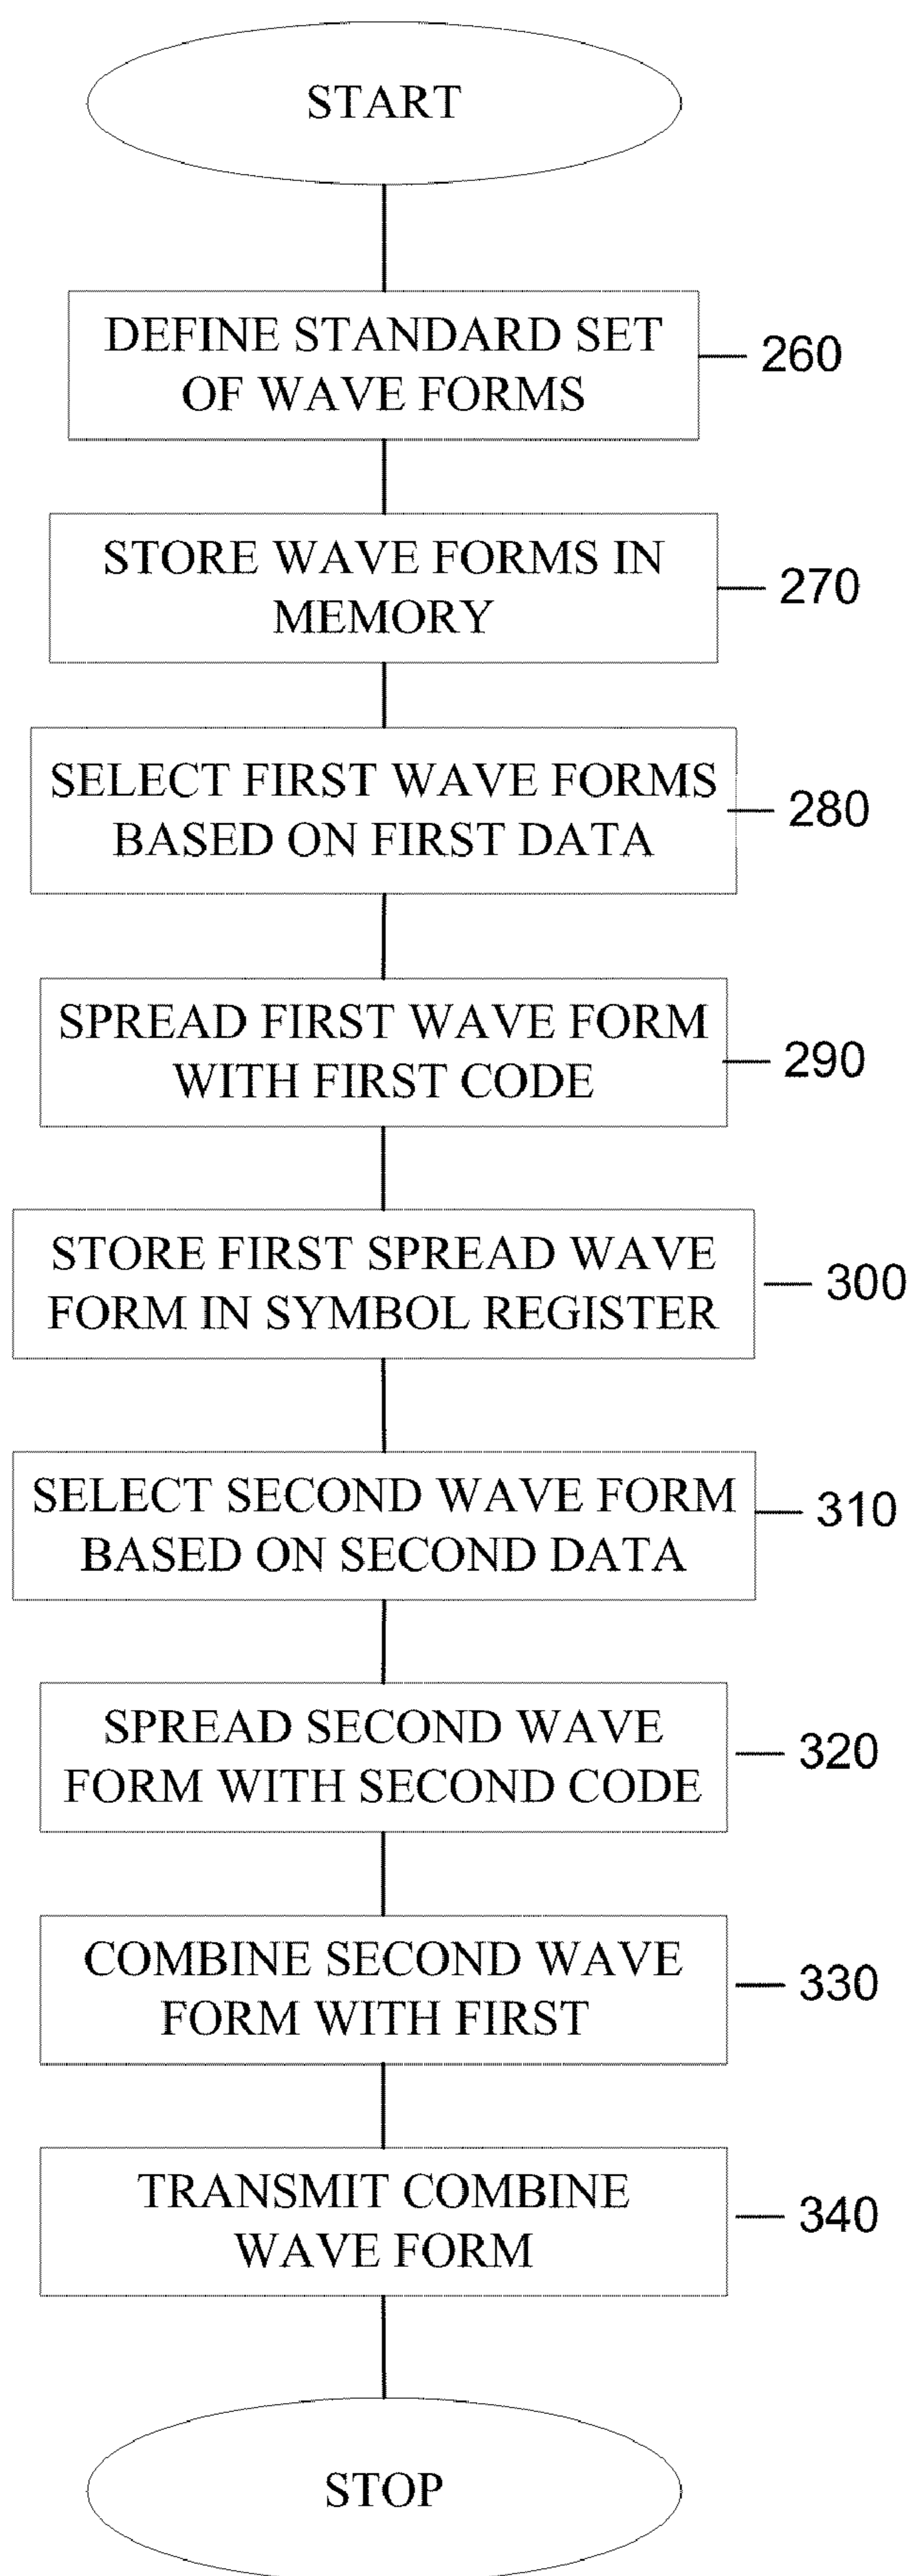 START
DEFINE STANDARD SET
OF WAVE FORMS
260
STORE WAVE FORMS IN
MEMORY
270
SELECT FIRST WAVE FORMS
BASED ON FIRST DATA
280
SPREAD FIRST WAVE FORM
WITH FIRST CODE
290
STORE FIRST SPREAD WAVE
FORM IN SYMBOL REGISTER
300
SELECT SECOND WAVE FORM
BASED ON SECOND DATA
310
SPREAD SECOND WAVE
FORM WITH SECOND CODE
320
COMBINE SECOND WAVE
FORM WITH FIRST
330
TRANSMIT COMBINE
WAVE FORM
340
STOP